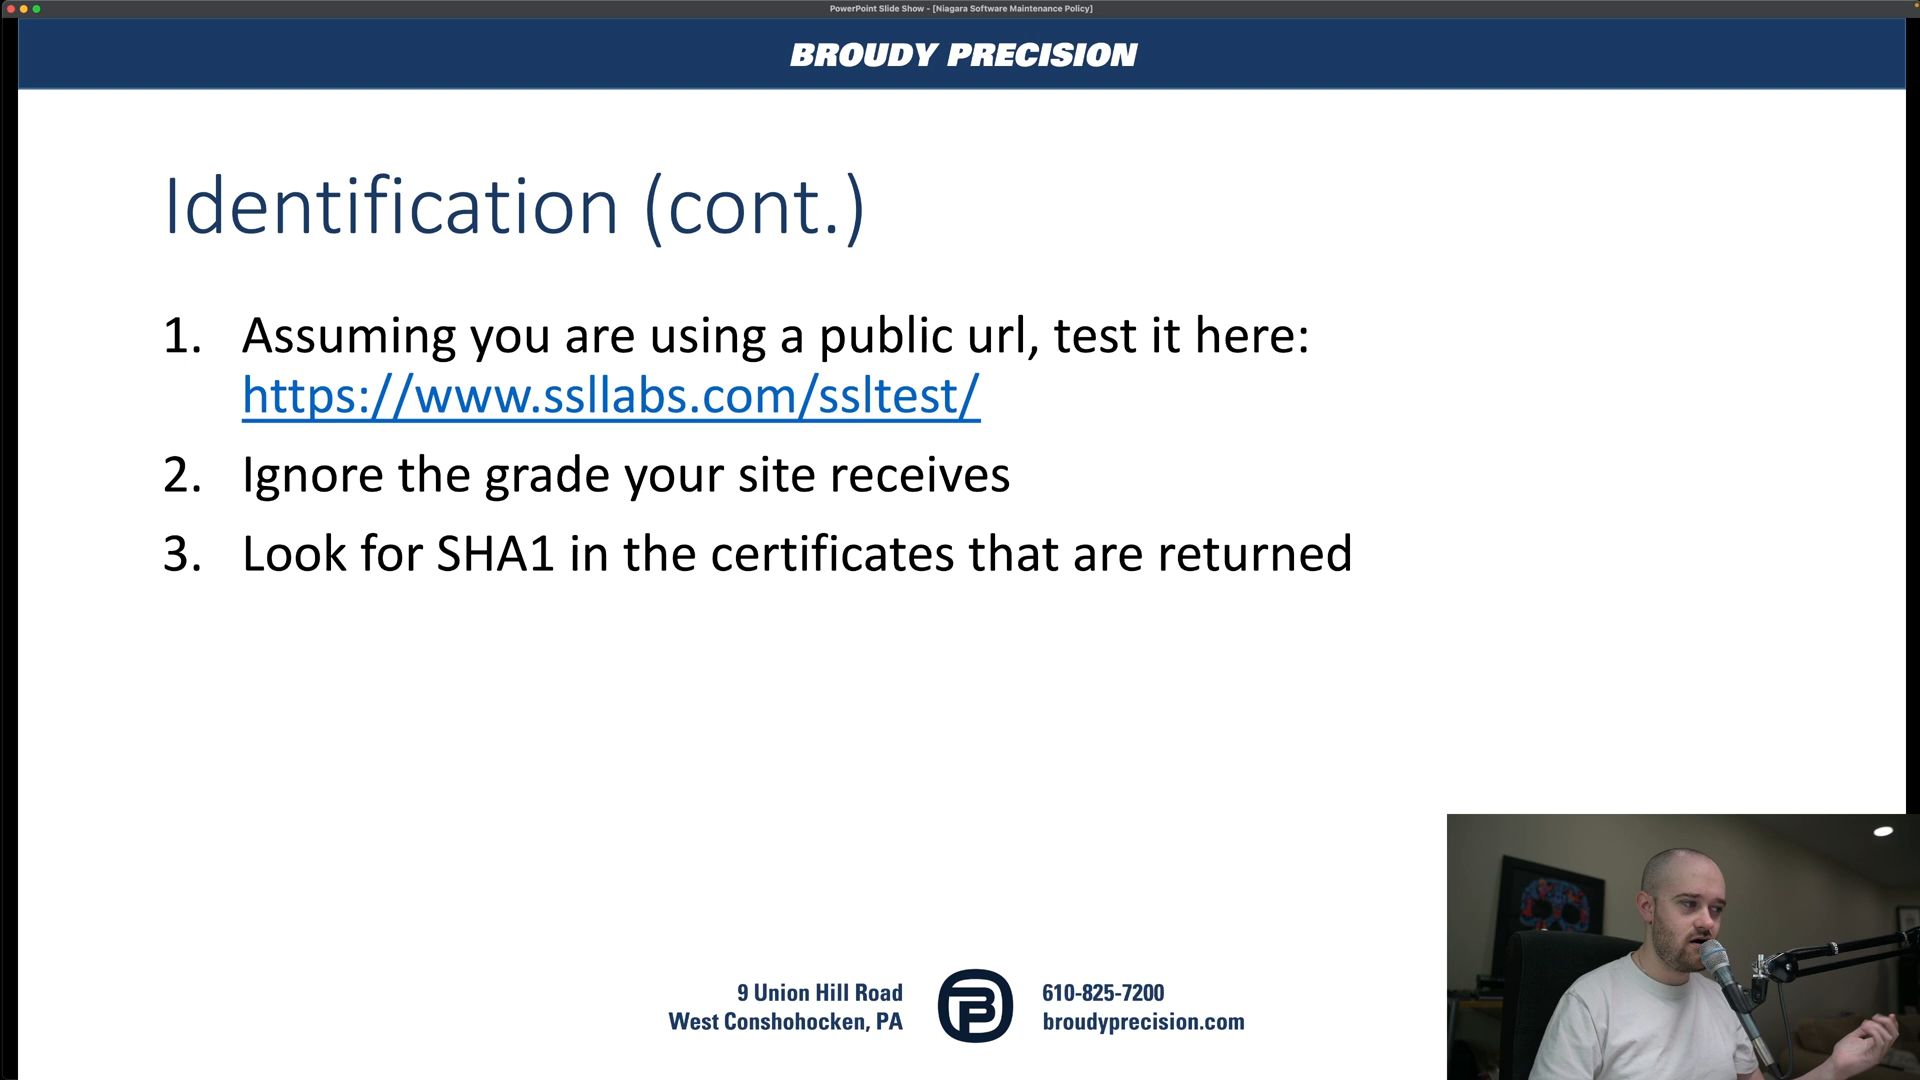 PowerPoint Slide Show - [Niagara Software Maintenance Policy]
BROUDY PRECISION
Identification (cont.)
1. Assuming you are using a public url, test it here:
https://www.ssllabs.com/ssltest/
2. Ignore the grade your site receives
3. Look for SHA1 in the certificates that are returned
9 Union Hill Road
West Conshohocken, PA
610-825-7200
broudyprecision.com